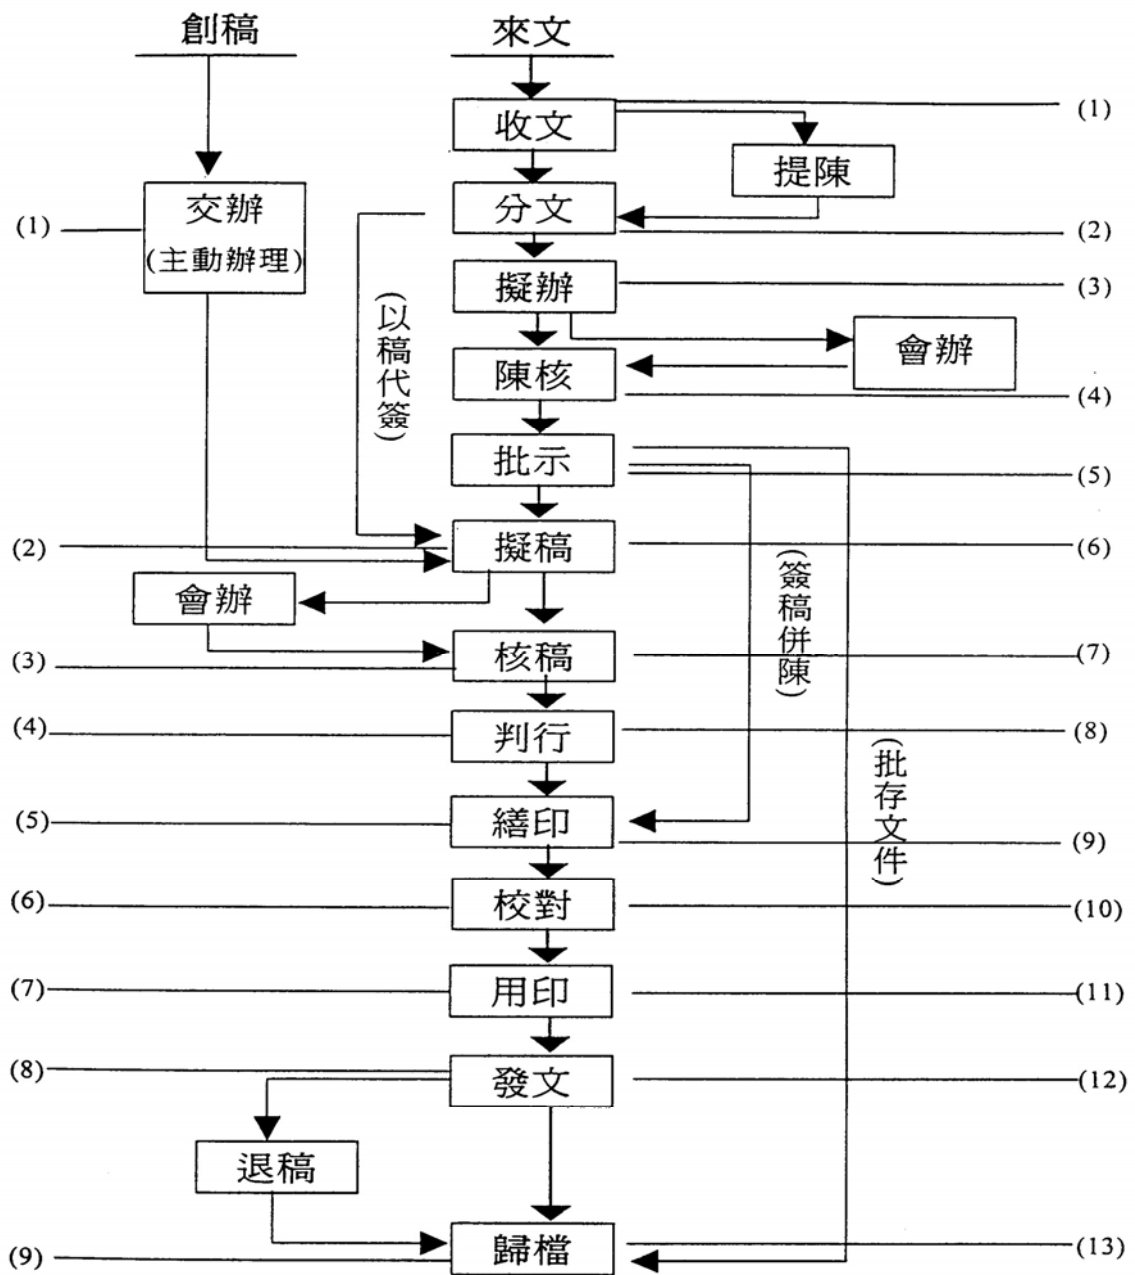 創稿
來文
收文
(1)
提陳
交辦
(主動辦理)
(1)
分文
(2)
擬辦
(3)
(以稿代簽)
會辦
陳核
(4)
批示
(5)
(2)
擬稿
(6)
(簽稿併陳)
會辦
(3)
核稿
(7)
(4)
判行
(8)
(批存文件)
(5)
繕印
(9)
(6)
校對
(10)
(7)
用印
(11)
(8)
發文
(12)
退稿
(9)
歸檔
(13)